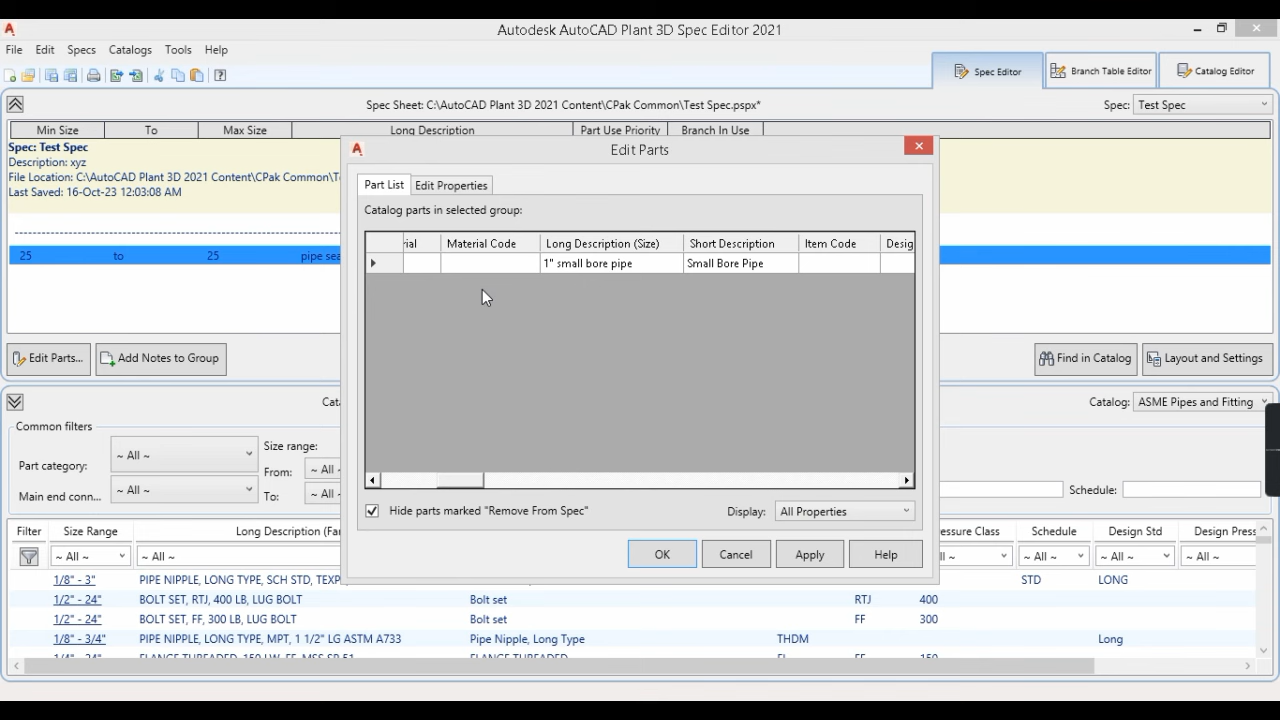 Autodesk AutoCAD Plant 3D Spec Editor 2021
File Edit Specs Catalogs Tools Help
Spec Editor Branch Table Editor Catalog Editor
Spec Sheet: C:\AutoCAD Plant 3D 2021 Content\CPak Common\Test Spec.pspx*
Spec: Test Spec
Min Size To Max Size Long Description Part Use Priority Branch In Use
Spec: Test Spec
Description: xyz
File Location: C:\AutoCAD Plant 3D 2021 Content\CPak Common\
Last Saved: 16-Oct-23 12:03:08 AM
25 to 25 pipe
Edit Parts... Add Notes to Group
Find in Catalog Layout and Settings
Edit Parts
Part List Edit Properties
Catalog parts in selected group:
Material Code Long Description (Size) Short Description Item Code
1" small bore pipe Small Bore Pipe
Hide parts marked "Remove From Spec" Display: All Properties
OK Cancel Apply Help
Catalog: ASME Pipes and Fitting
Common filters
Part category: ~ All ~
Main end conn... ~ All ~
Size range:
From: ~ All
To: ~ All
Schedule:
Filter Size Range Long Description Class Schedule Design Std Design
~ All ~ ~ All ~ ~ All ~ ~ All ~ ~ All ~
1/8" - 3" PIPE NIPPLE, LONG TYPE, SCH STD, STD LONG
1/2" - 24" BOLT SET, RTJ, 400 LB, LUG BOLT Bolt set RTJ 400
1/2" - 24" BOLT SET, FF, 300 LB, LUG BOLT Bolt set FF 300
1/8" - 3/4" PIPE NIPPLE, LONG TYPE, MPT, 1 1/2" LG ASTM A733 Pipe Nipple, Long Type THDM Long